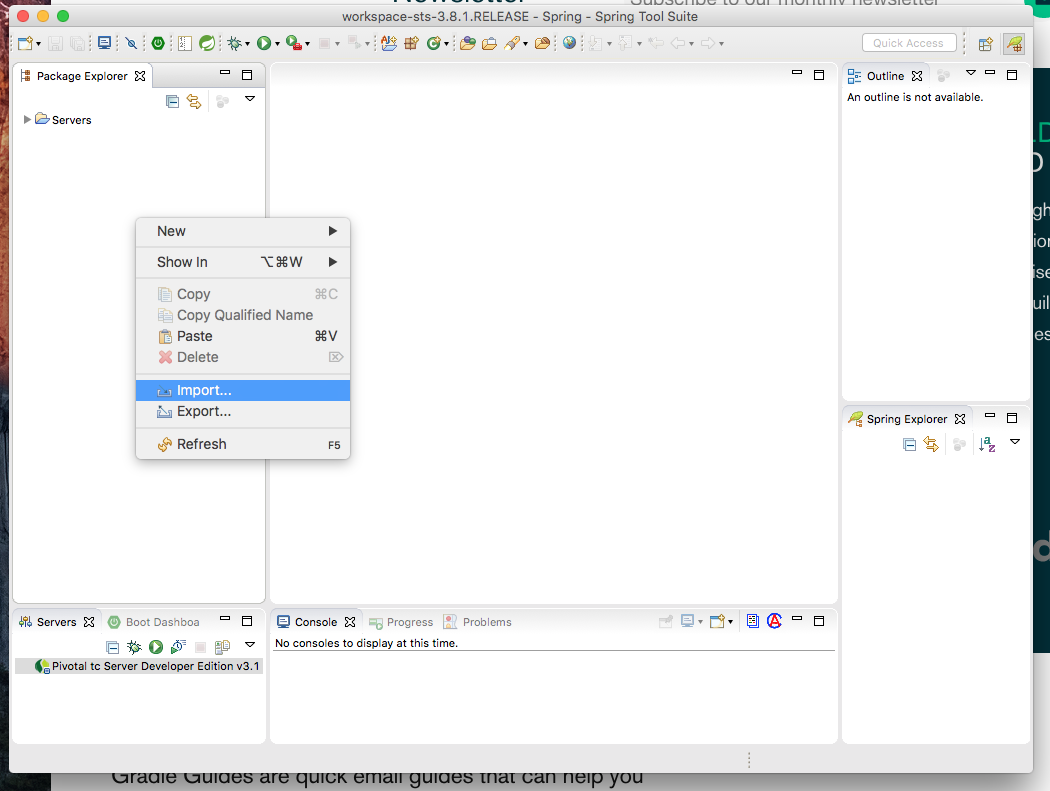 Newsletter
Subscribe to our monthly newsletter
workspace-sts-3.8.1.RELEASE - Spring - Spring Tool Suite
Quick Access
Package Explorer
Servers
New
Show In ⌥⌘W
Copy ⌘C
Copy Qualified Name
Paste ⌘V
Delete ⌦
Import...
Export...
Refresh F5
Outline
An outline is not available.
Spring Explorer
Servers
Boot Dashboa
Pivotal tc Server Developer Edition v3.1
Console
Progress
Problems
No consoles to display at this time.
Gradle Guides are quick email guides that can help you